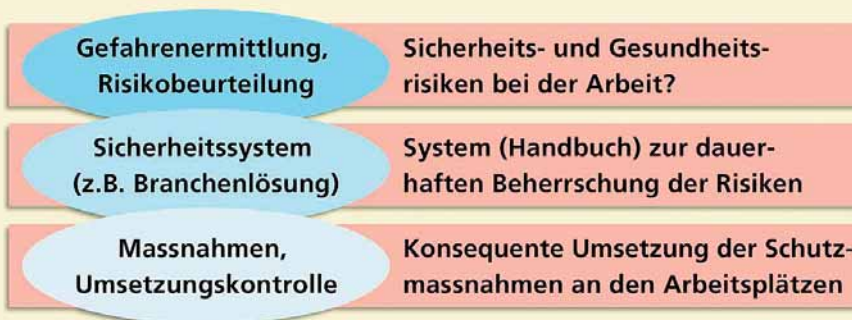 Gefahrenermittlung,
Risikobeurteilung
Sicherheits- und Gesundheits-
risiken bei der Arbeit?
Sicherheitssystem
(z.B. Branchenlösung)
System (Handbuch) zur dauer-
haften Beherrschung der Risiken
Massnahmen,
Umsetzungskontrolle
Konsequente Umsetzung der Schutz-
massnahmen an den Arbeitsplätzen